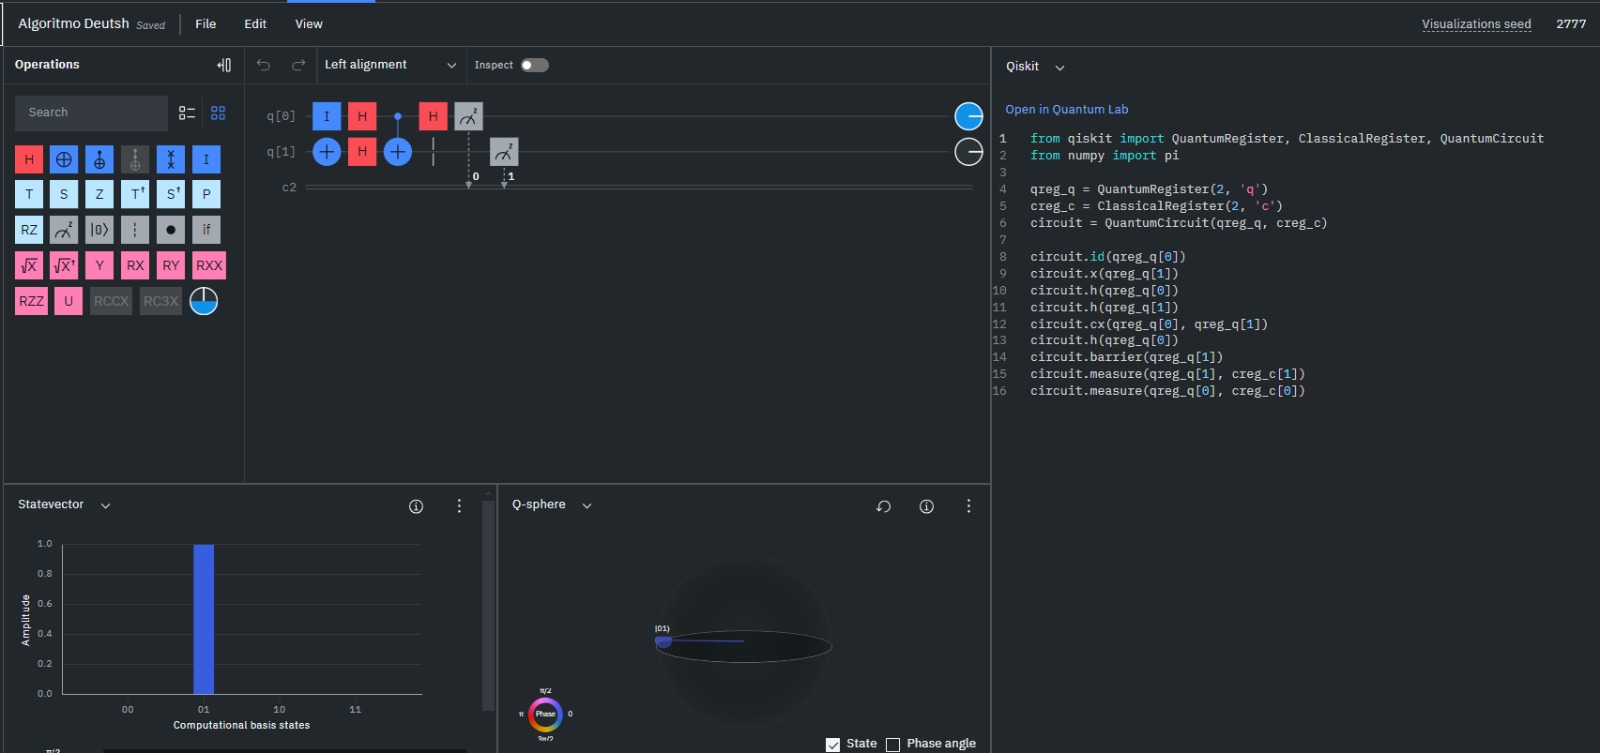 Algoritmo Deutsh Saved File Edit View Visualizations seed 2777
Operations
Left alignment
Inspect
Qiskit
Search
H
I
T S Z T† S† P
RZ |0⟩ if
√X √X† Y RX RY RXX
RZZ U RCCX RC3X
q[0] I H H z
q[1] H z
0 1
c2
Open in Quantum Lab
1 from qiskit import QuantumRegister, ClassicalRegister, QuantumCircuit
2 from numpy import pi
3
4 qreg_q = QuantumRegister(2, 'q')
5 creg_c = ClassicalRegister(2, 'c')
6 circuit = QuantumCircuit(qreg_q, creg_c)
7
8 circuit.id(qreg_q[0])
9 circuit.x(qreg_q[1])
10 circuit.h(qreg_q[0])
11 circuit.h(qreg_q[1])
12 circuit.cx(qreg_q[0], qreg_q[1])
13 circuit.h(qreg_q[0])
14 circuit.barrier(qreg_q[1])
15 circuit.measure(qreg_q[1], creg_c[1])
16 circuit.measure(qreg_q[0], creg_c[0])
Statevector
1.0
0.8
0.6
0.4
0.2
0.0
Amplitude
00 01 10 11
Computational basis states
π/2
Q-sphere
|01⟩
π/2
π Phase 0
3π/2
State Phase angle